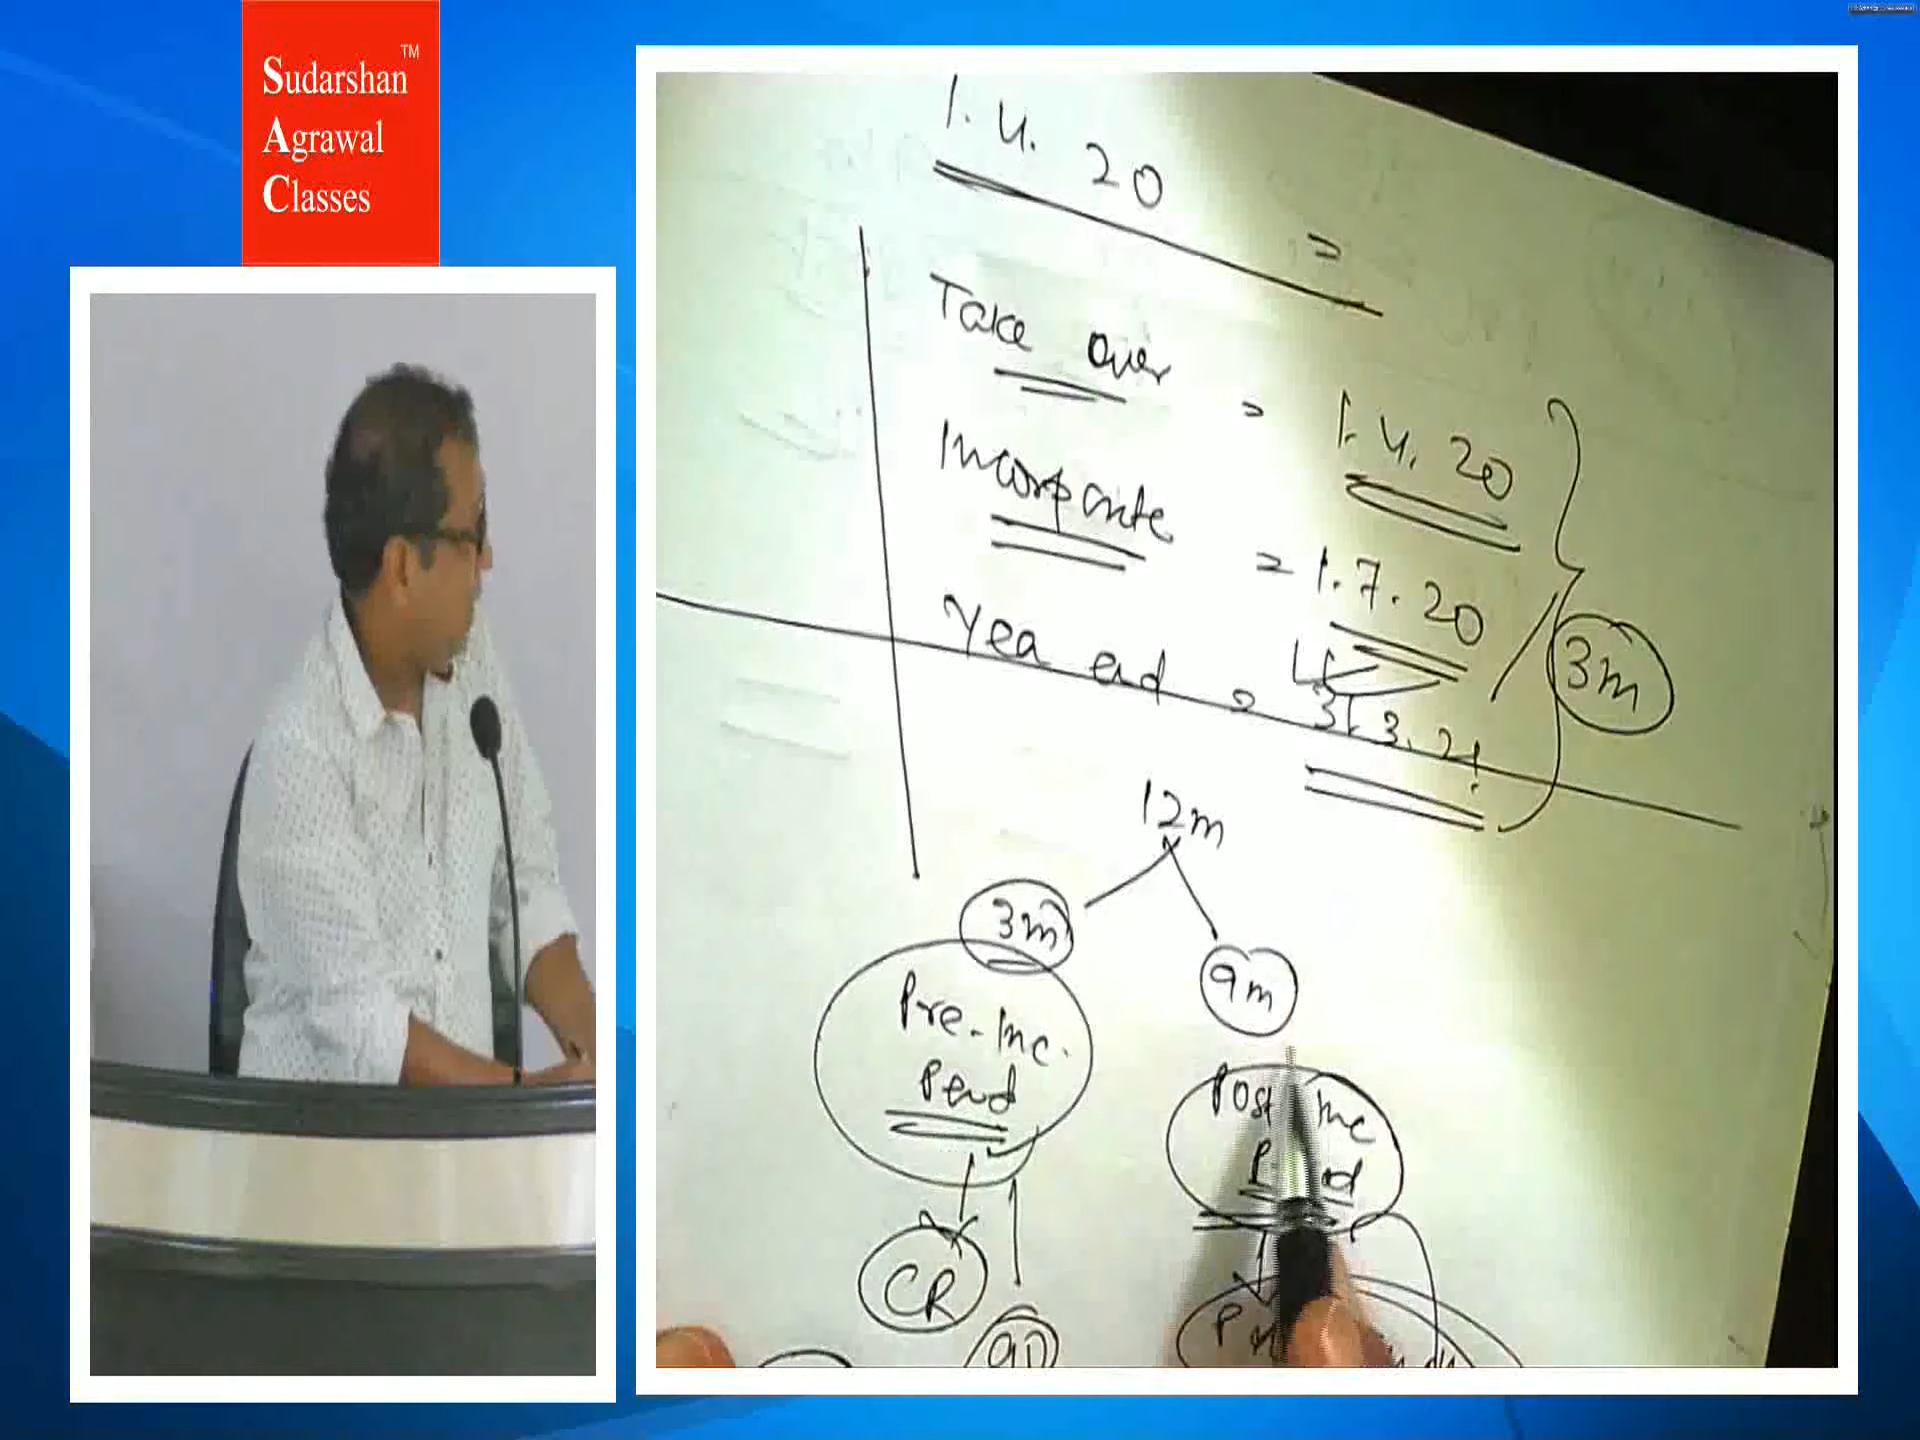 Sudarshan™
Agrawal
Classes
1. 4. 20 =
Take over = 1. 4. 20
Incorporate = 1. 7. 20
3m
Yea end = 31. 3. 21
12m
3m
9m
Pre-Inc.
Period
Post Inc
CR